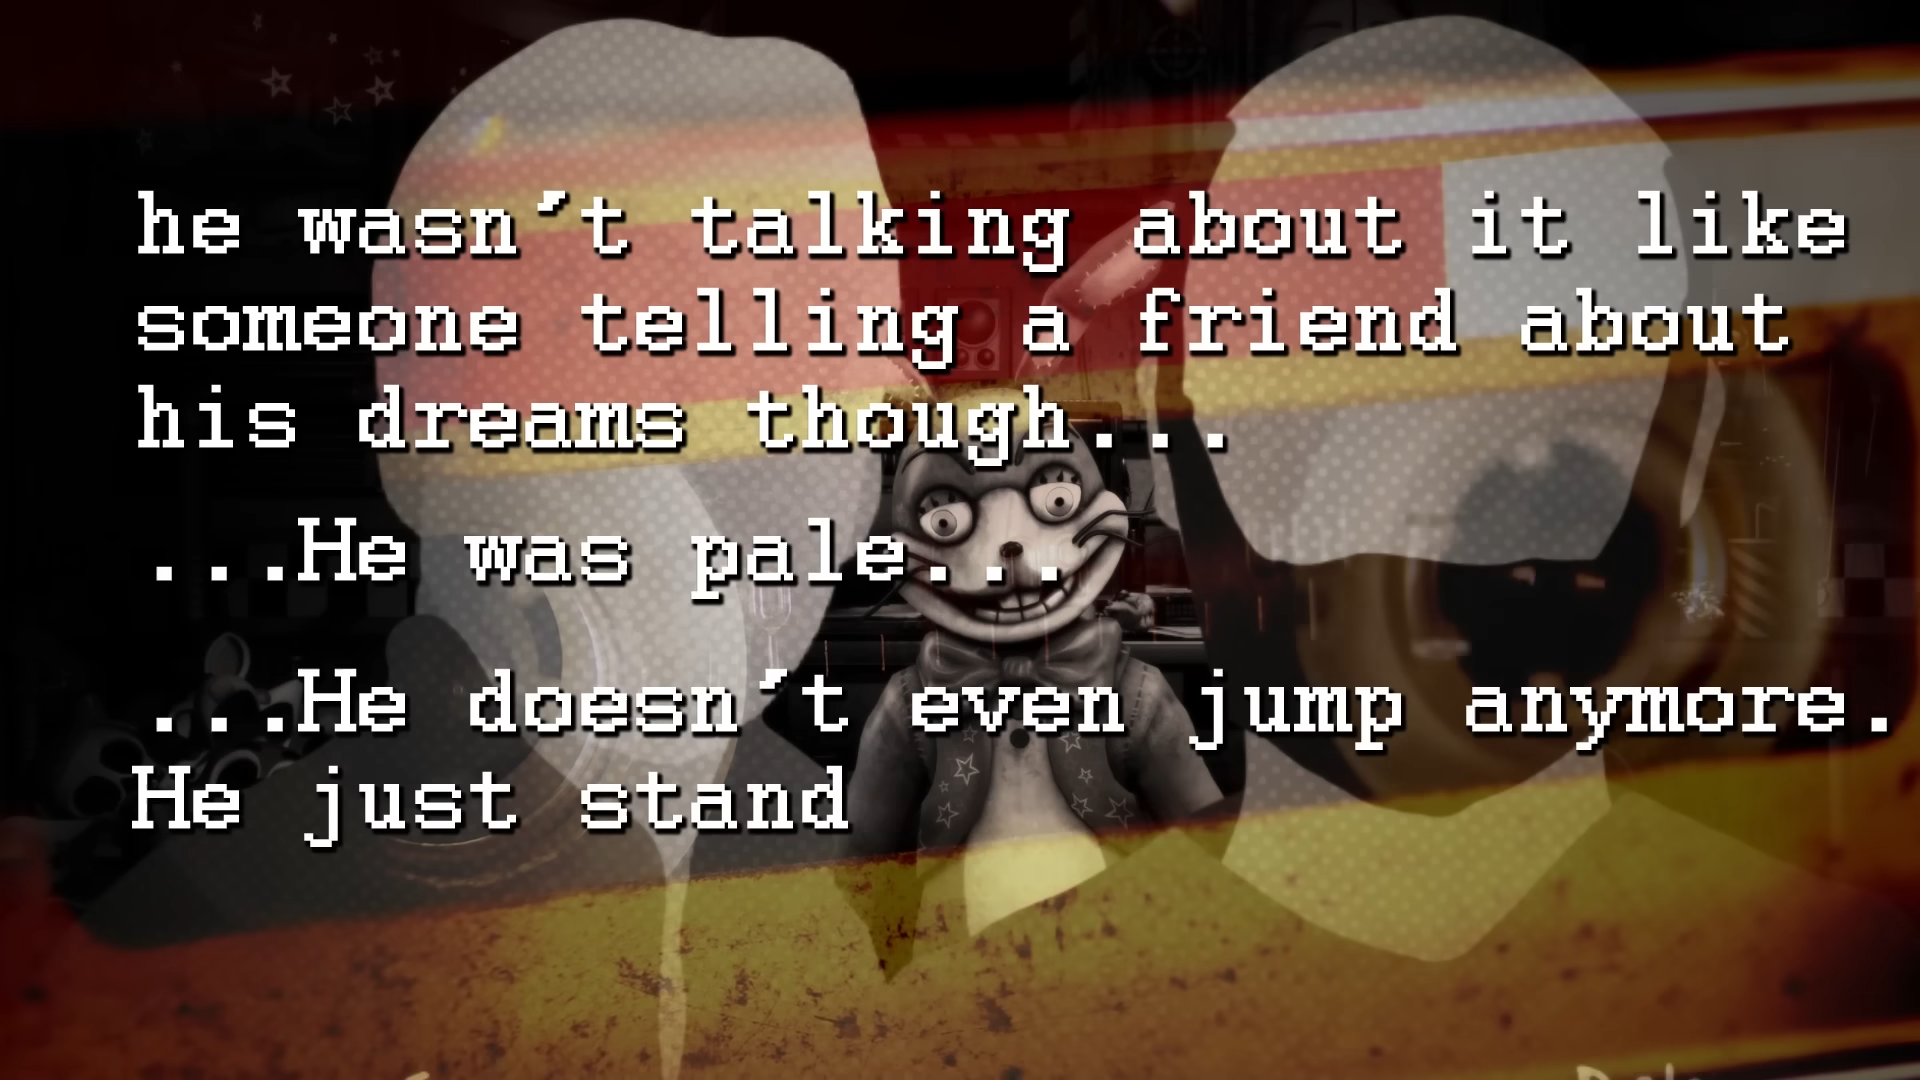 he wasn´t talking about it like
someone telling a friend about
his dreams though...
...He was pale...
...He doesn´t even jump anymore.
He just stand